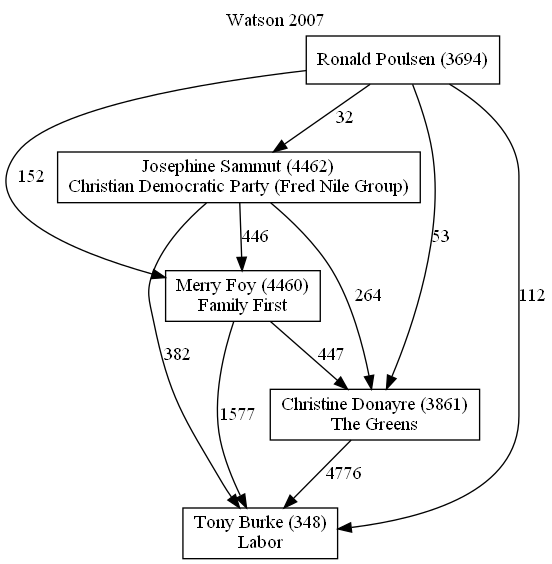 Watson 2007
Ronald Poulsen (3694)
32
Josephine Sammut (4462)
Christian Democratic Party (Fred Nile Group)
152
446
53
Merry Foy (4460)
Family First
264
112
382
447
Christine Donayre (3861)
The Greens
1577
4776
Tony Burke (348)
Labor